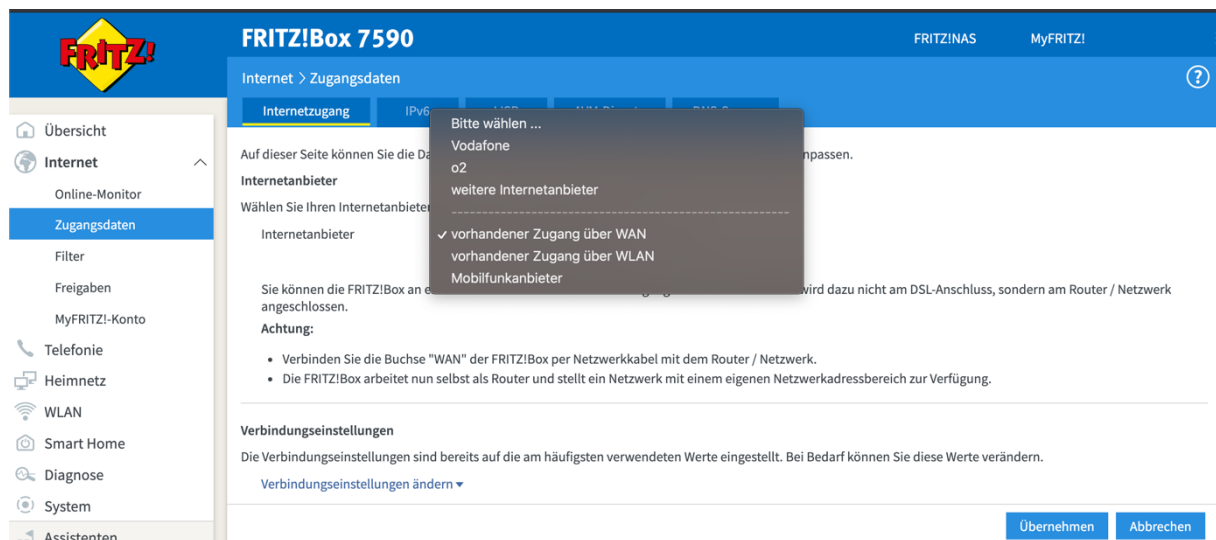 FRITZ!
FRITZ!Box 7590
FRITZ!NAS
MyFRITZ!
Internet > Zugangsdaten
?
Internetzugang
IPv6
Übersicht
Internet
Online-Monitor
Zugangsdaten
Filter
Freigaben
MyFRITZ!-Konto
Telefonie
Heimnetz
WLAN
Smart Home
Diagnose
System
Assistenten
Auf dieser Seite können Sie die
Internetanbieter
Wählen Sie Ihren Internetanbieter
Internetanbieter
Bitte wählen ...
Vodafone
o2
weitere Internetanbieter
--------------------------------------------------------
✓ vorhandener Zugang über WAN
vorhandener Zugang über WLAN
Mobilfunkanbieter
npassen.
Sie können die FRITZ!Box an wird dazu nicht am DSL-Anschluss, sondern am Router / Netzwerk
angeschlossen.
Achtung:
• Verbinden Sie die Buchse "WAN" der FRITZ!Box per Netzwerkkabel mit dem Router / Netzwerk.
• Die FRITZ!Box arbeitet nun selbst als Router und stellt ein Netzwerk mit einem eigenen Netzwerkadressbereich zur Verfügung.
Verbindungseinstellungen
Die Verbindungseinstellungen sind bereits auf die am häufigsten verwendeten Werte eingestellt. Bei Bedarf können Sie diese Werte verändern.
Verbindungseinstellungen ändern
Übernehmen
Abbrechen